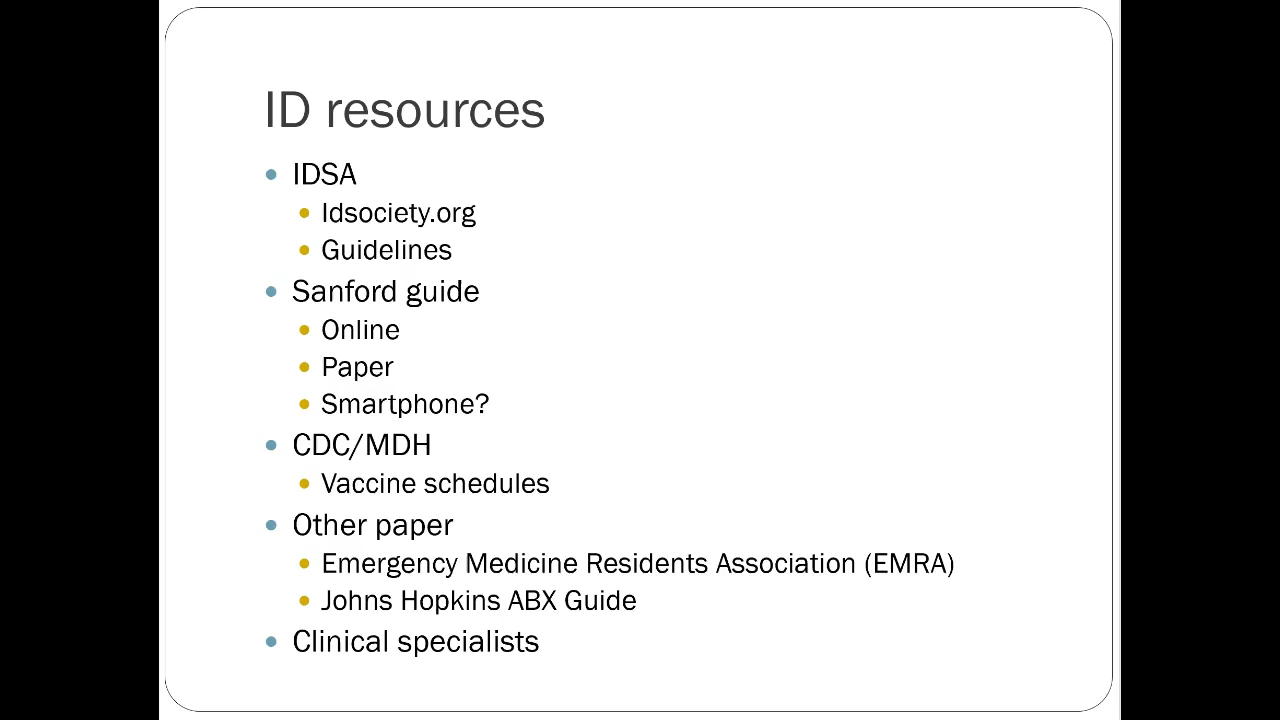 ID resources
IDSA
Idsociety.org
Guidelines
Sanford guide
Online
Paper
Smartphone?
CDC/MDH
Vaccine schedules
Other paper
Emergency Medicine Residents Association (EMRA)
Johns Hopkins ABX Guide
Clinical specialists